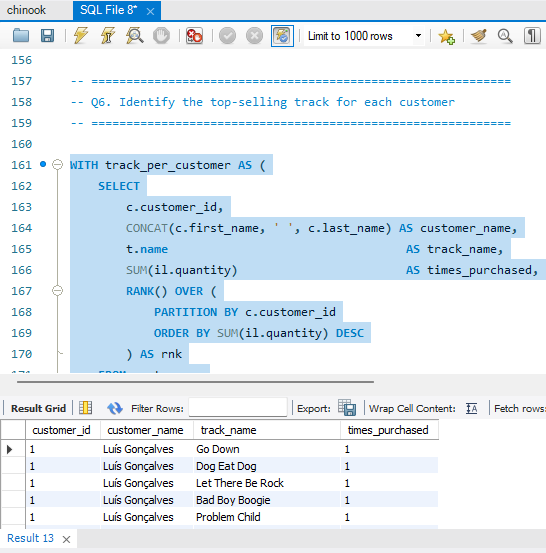 chinook SQL File 8* ×
Limit to 1000 rows
156
157 -- ============================================================
158 -- Q6. Identify the top-selling track for each customer
159 -- ============================================================
160
161 WITH track_per_customer AS (
162 SELECT
163 c.customer_id,
164 CONCAT(c.first_name, ' ', c.last_name) AS customer_name,
165 t.name AS track_name,
166 SUM(il.quantity) AS times_purchased,
167 RANK() OVER (
168 PARTITION BY c.customer_id
169 ORDER BY SUM(il.quantity) DESC
170 ) AS rnk
Result Grid Filter Rows: Export: Wrap Cell Content: Fetch rows:
customer_id customer_name track_name times_purchased
1 Luís Gonçalves Go Down 1
1 Luís Gonçalves Dog Eat Dog 1
1 Luís Gonçalves Let There Be Rock 1
1 Luís Gonçalves Bad Boy Boogie 1
1 Luís Gonçalves Problem Child 1
Result 13 ×